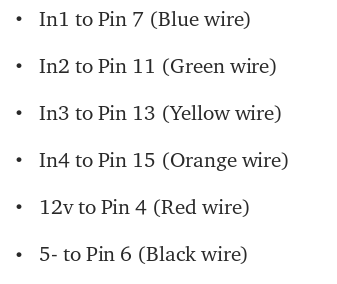 • In1 to Pin 7 (Blue wire)
• In2 to Pin 11 (Green wire)
• In3 to Pin 13 (Yellow wire)
• In4 to Pin 15 (Orange wire)
• 12v to Pin 4 (Red wire)
• 5- to Pin 6 (Black wire)